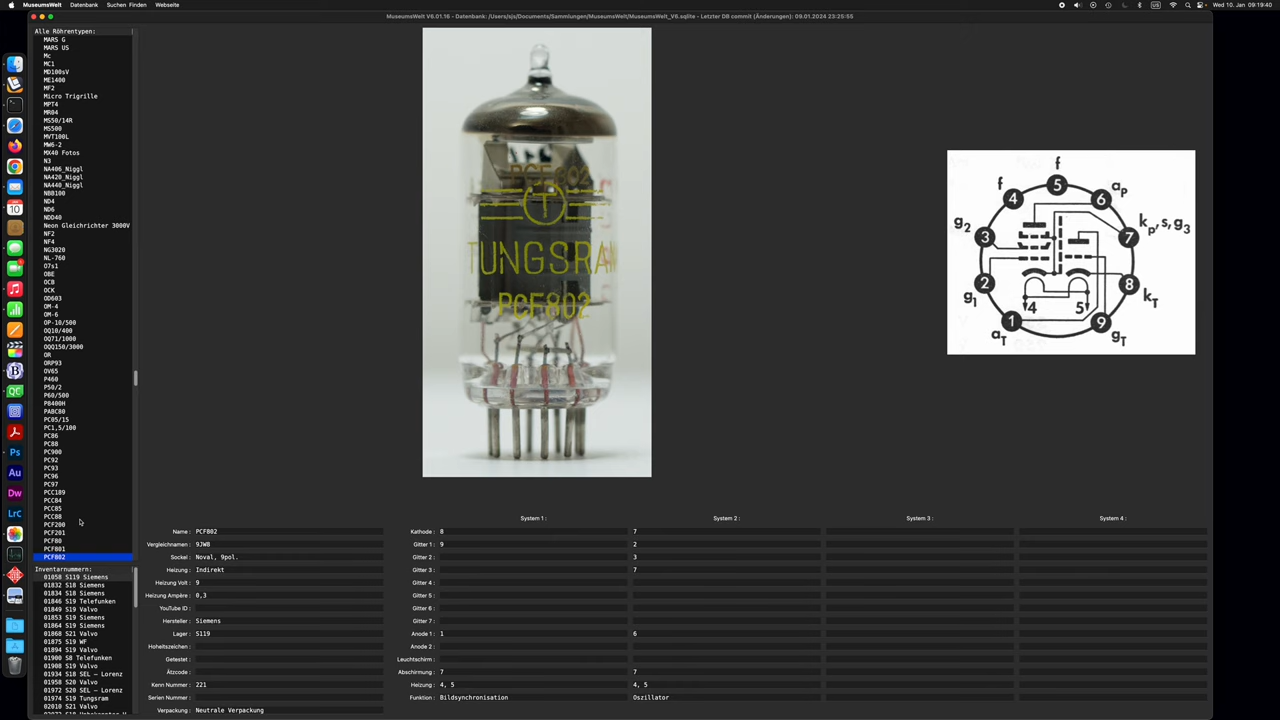 MuseumsWelt Datenbank Suchen Finden Webseite
Mi 10. Jan 09:19:40
MuseumsWelt V6.01.16 - Datenbank: /Users/sjs/Documents/Sammlungen/MuseumsWelt/MuseumsWelt_V6.sqlite - Letzter DB commit (Änderungen): 09.01.2024 23:25:55
Alle Röhrentypen:
MARS G
MARS US
Mc
MC1
MD100sV
ME1400
MF2
Micro Trigrille
MPT4
MR04
MS50/14R
MS500
MVT100L
MW6-2
MX40 Fotos
N3
NA406_Niggl
NA420_Niggl
NA440_Niggl
NBB100
ND4
ND6
NDD40
Neon Gleichrichter 3000V
NF2
NF4
NG3020
NL-760
O7s1
OBE
OCB
OCK
OD603
OM-4
OM-6
OP-10/500
OQ10/400
OQ71/1000
OQQ150/3000
OR
ORP93
OV65
P460
P50/2
P60/500
P8400H
PABC80
PC05/15
PC1,5/100
PC86
PC88
PC900
PC92
PC93
PC96
PC97
PCC189
PCC84
PCC85
PCC88
PCF200
PCF201
PCF80
PCF801
PCF802
Inventarnummern:
01058 S119 Siemens
01832 S18 Siemens
01834 S18 Siemens
01846 S19 Telefunken
01849 S19 Valvo
01853 S19 Siemens
01864 S19 Siemens
01868 S21 Valvo
01875 S19 WF
01894 S19 Valvo
01900 S8 Telefunken
01908 S19 Valvo
01934 S18 SEL – Lorenz
01958 S20 Valvo
01972 S20 SEL – Lorenz
01974 S19 Tungsram
02010 S21 Valvo
PCF802
T
TUNGSRAM
PCF802
f
f 5 aP
4 6
g2 3 7 kP,s,g3
g1 2 8 kT
4 5
aT 1 9 gT
System 1 : System 2 : System 3 : System 4 :
Name : PCF802 Kathode : 8 7
Vergleichnamen : 9JW8 Gitter 1 : 9 2
Sockel : Noval, 9pol. Gitter 2 : 3
Heizung : Indirekt Gitter 3 : 7
Heizung Volt : 9 Gitter 4 :
Heizung Ampère : 0,3 Gitter 5 :
YouTube ID : Gitter 6 :
Hersteller : Siemens Gitter 7 :
Lager : S119 Anode 1 : 1 6
Hoheitszeichen : Anode 2 :
Getestet : Leuchtschirm :
Ätzcode : Abschirmung : 7 7
Kenn Nummer : 221 Heizung : 4, 5 4, 5
Serien Nummer : Funktion : Bildsynchronisation Oszillator
Verpackung : Neutrale Verpackung